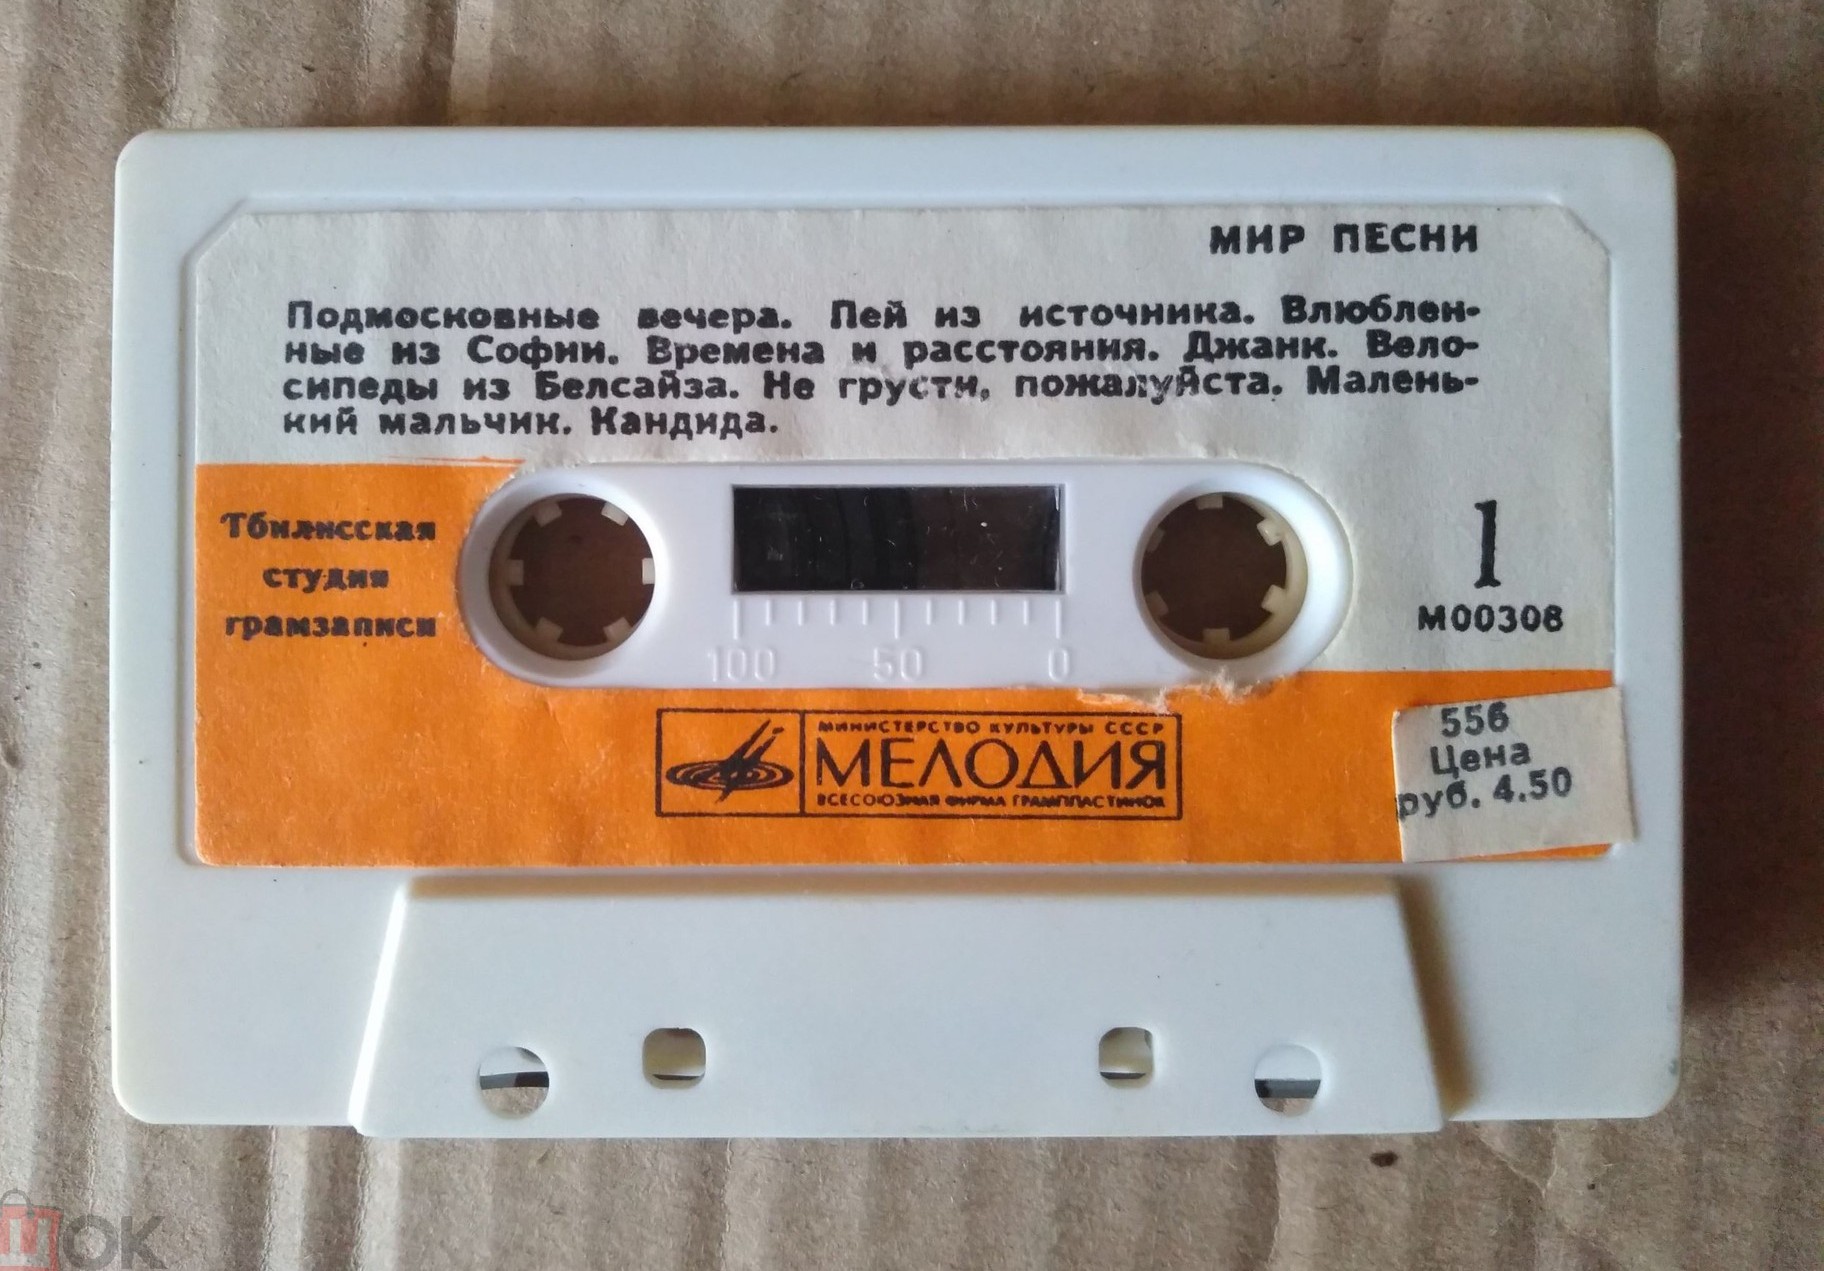 МИР ПЕСНИ
Подмосковные вечера. Пей из источника. Влюблен-
ные из Софии. Времена и расстояния. Джанк. Вело-
сипеды из Белсайза. Не грусти, пожалуйста. Малень-
кий мальчик. Кандида.
Тбилисская
студия
грамзаписи
1
М00308
100 50 0
МИНИСТЕРСТВО КУЛЬТУРЫ СССР
МЕЛОДИЯ
ВСЕСОЮЗНАЯ ФИРМА ГРАМПЛАСТИНОК
556
Цена
руб. 4.50
МОК